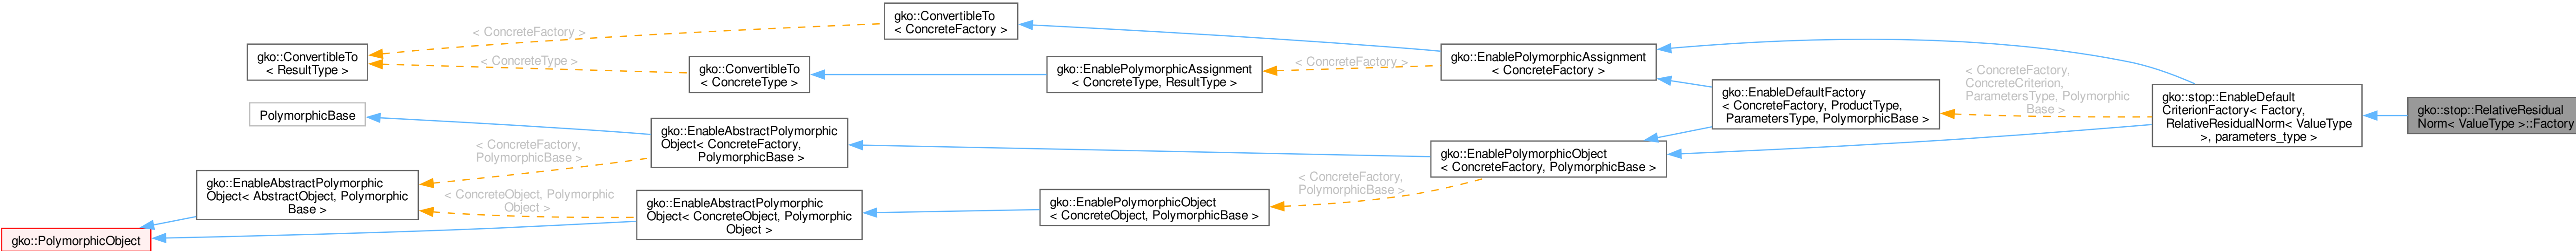 gko::ConvertibleTo
< ResultType >
PolymorphicBase
gko::EnableAbstractPolymorphic
Object< AbstractObject, Polymorphic
Base >
gko::PolymorphicObject
< ConcreteFactory >
< ConcreteType >
< ConcreteFactory,
PolymorphicBase >
< ConcreteObject, Polymorphic
Object >
gko::ConvertibleTo
< ConcreteFactory >
gko::ConvertibleTo
< ConcreteType >
gko::EnableAbstractPolymorphic
Object< ConcreteFactory,
PolymorphicBase >
gko::EnableAbstractPolymorphic
Object< ConcreteObject, Polymorphic
Object >
gko::EnablePolymorphicAssignment
< ConcreteType, ResultType >
gko::EnablePolymorphicObject
< ConcreteObject, PolymorphicBase >
< ConcreteFactory >
< ConcreteFactory,
PolymorphicBase >
gko::EnablePolymorphicAssignment
< ConcreteFactory >
gko::EnablePolymorphicObject
< ConcreteFactory, PolymorphicBase >
gko::EnableDefaultFactory
< ConcreteFactory, ProductType,
ParametersType, PolymorphicBase >
< ConcreteFactory,
ConcreteCriterion,
ParametersType, Polymorphic
Base >
gko::stop::EnableDefault
CriterionFactory< Factory,
RelativeResidualNorm< ValueType
>, parameters_type >
gko::stop::RelativeResidual
Norm< ValueType >::Factory